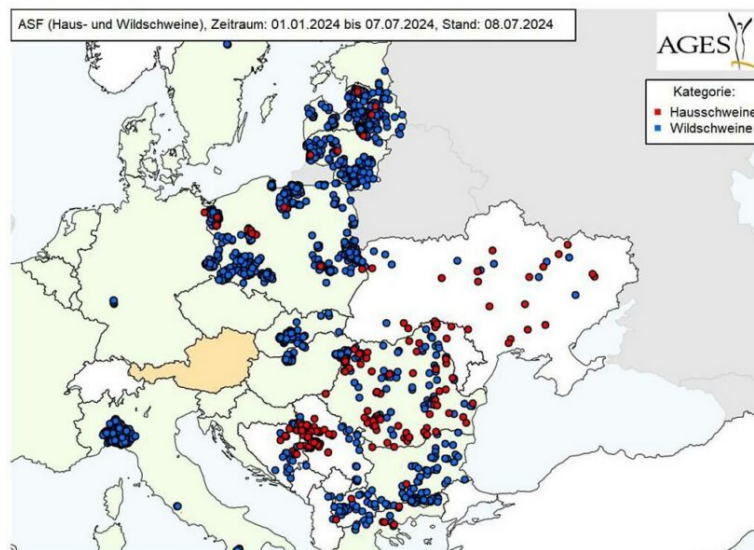 ASF (Haus- und Wildschweine), Zeitraum: 01.01.2024 bis 07.07.2024, Stand: 08.07.2024
AGES
Kategorie:
Hausschweine
Wildschweine